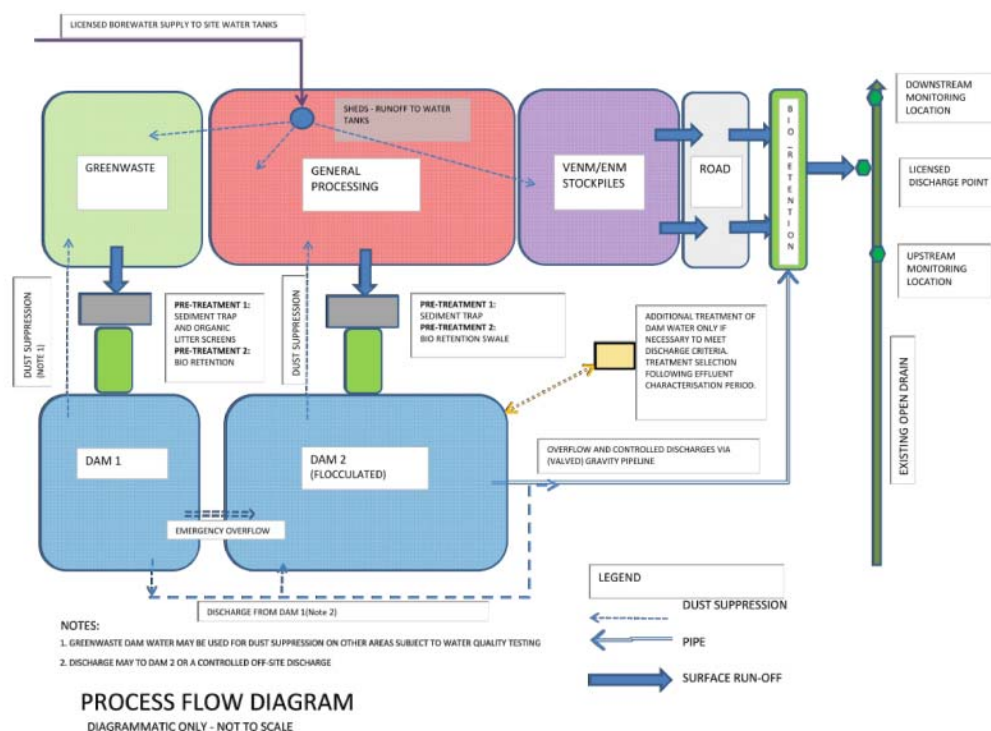 LICENSED BOREWATER SUPPLY TO SITE WATER TANKS
SHEDS - RUNOFF TO WATER
TANKS
GREENWASTE
GENERAL
PROCESSING
VENM/ENM
STOCKPILES
ROAD
BIO_RETENTION
DOWNSTREAM
MONITORING
LOCATION
LICENSED
DISCHARGE POINT
UPSTREAM
MONITORING
LOCATION
DUST SUPPRESSION
(NOTE 1)
PRE-TREATMENT 1:
SEDIMENT TRAP
AND ORGANIC
LITTER SCREENS
PRE-TREATMENT 2:
BIO RETENTION
DUST SUPPRESSION
PRE-TREATMENT 1:
SEDIMENT TRAP
PRE-TREATMENT 2:
BIO RETENTION SWALE
ADDITIONAL TREATMENT OF
DAM WATER ONLY IF
NECESSARY TO MEET
DISCHARGE CRITERIA.
TREATMENT SELECTION
FOLLOWING EFFLUENT
CHARACTERISATION PERIOD.
EXISTING OPEN DRAIN
DAM 1
DAM 2
(FLOCCULATED)
OVERFLOW AND CONTROLLED DISCHARGES VIA
(VALVED) GRAVITY PIPELINE
EMERGENCY OVERFLOW
DISCHARGE FROM DAM 1(Note 2)
LEGEND
DUST SUPPRESSION
PIPE
SURFACE RUN-OFF
NOTES:
1. GREENWASTE DAM WATER MAY BE USED FOR DUST SUPPRESSION ON OTHER AREAS SUBJECT TO WATER QUALITY TESTING
2. DISCHARGE MAY TO DAM 2 OR A CONTROLLED OFF-SITE DISCHARGE
PROCESS FLOW DIAGRAM
DIAGRAMMATIC ONLY - NOT TO SCALE